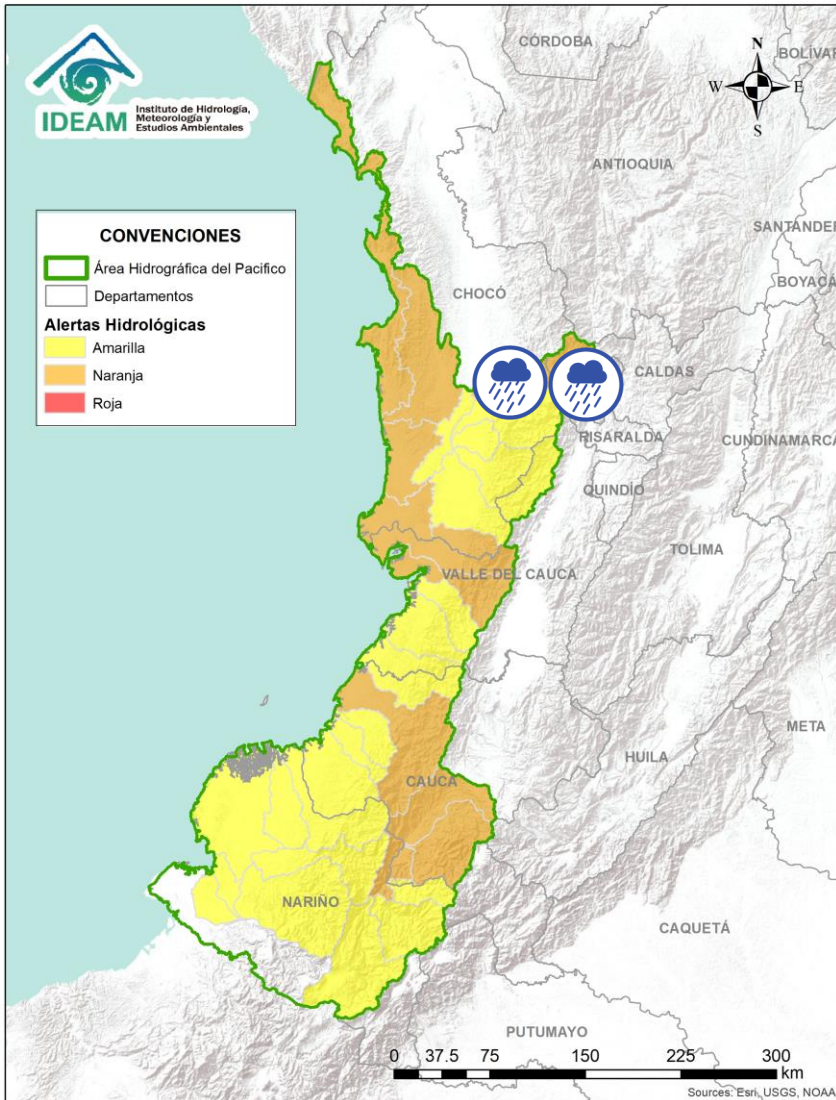 IDEAM
Instituto de Hidrología,
Meteorología y
Estudios Ambientales
CÓRDOBA
BOLÍVAR
N
W
E
S
ANTIOQUIA
SANTANDER
BOYACÁ
CONVENCIONES
Área Hidrográfica del Pacifico
Departamentos
Alertas Hidrológicas
Amarilla
Naranja
Roja
CHOCÓ
CALDAS
RISARALDA
CUNDINAMARCA
QUINDÍO
TOLIMA
VALLE DEL CAUCA
META
HUILA
CAUCA
NARIÑO
CAQUETÁ
PUTUMAYO
0 37.5 75 150 225 300
km
Sources: Esri, USGS, NOAA